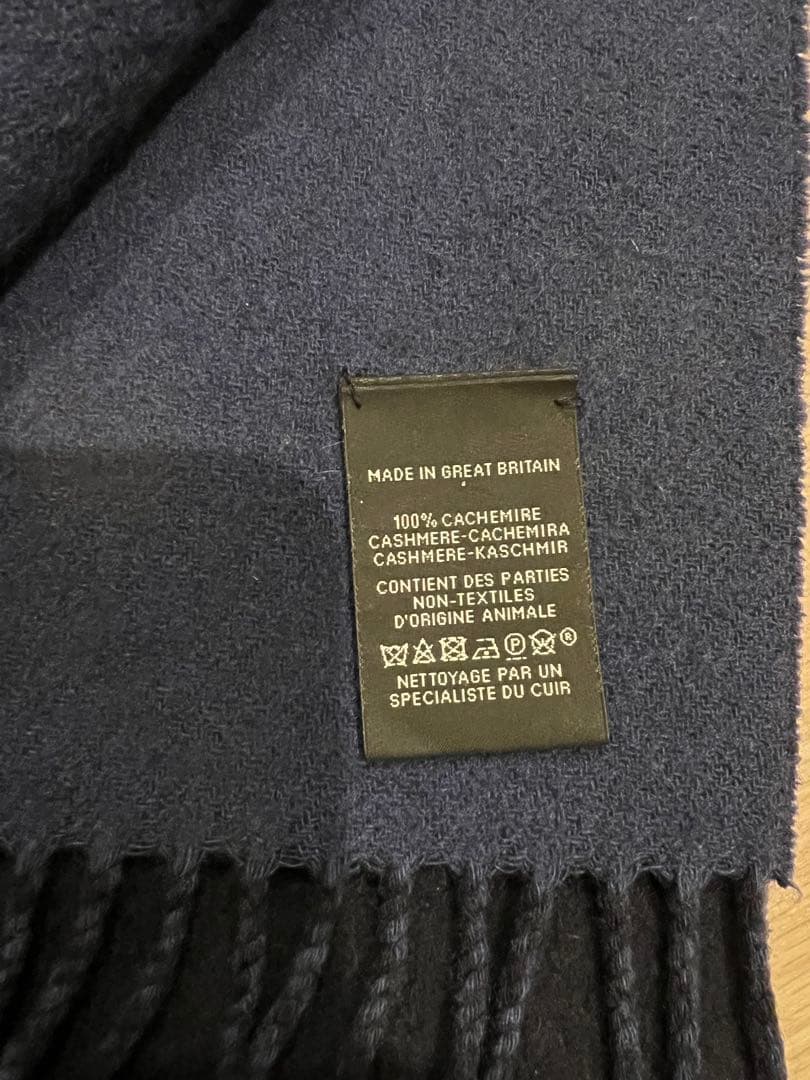 MADE IN GREAT BRITAIN
100% CACHEMIRE
CASHMERE-CACHEMIRA
CASHMERE-KASCHMIR
CONTIENT DES PARTIES
NON-TEXTILES
D'ORIGINE ANIMALE
P W ®
NETTOYAGE PAR UN
SPECIALISTE DU CUIR